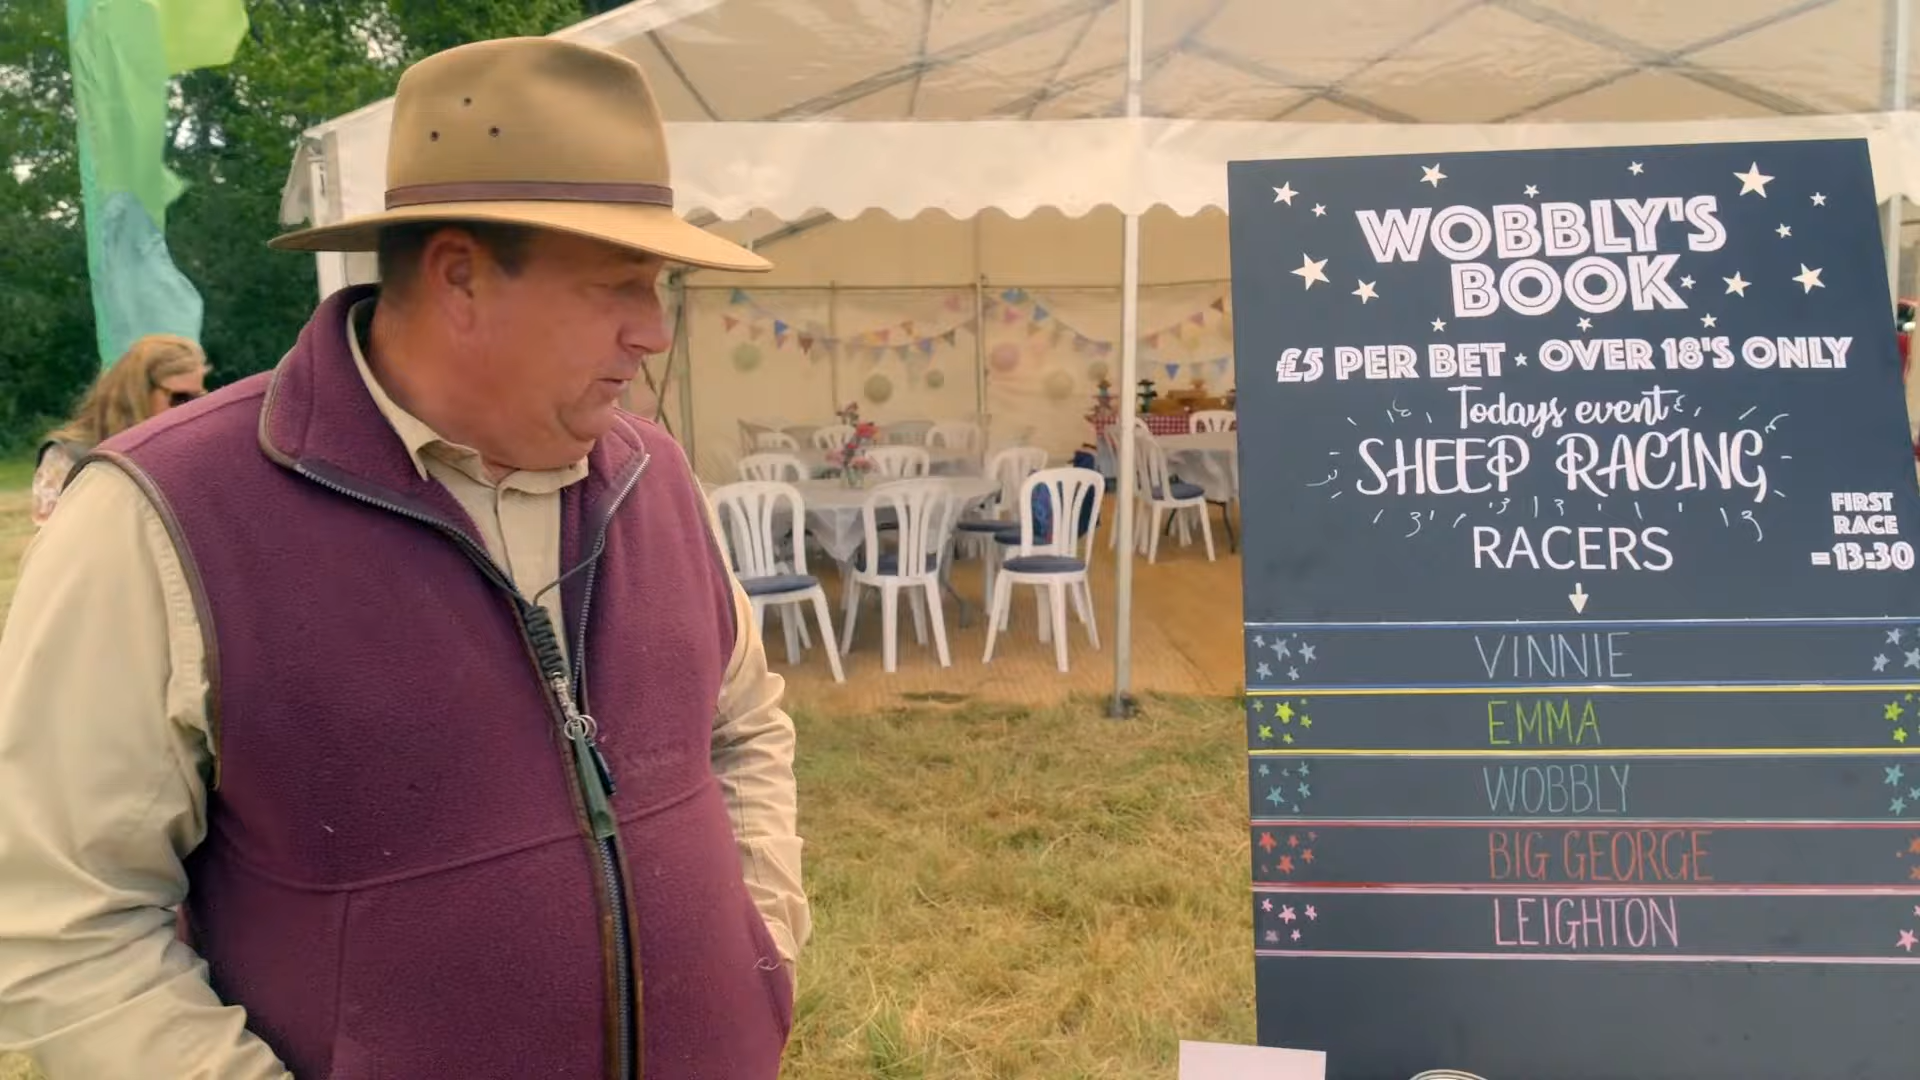 WOBBLY'S
BOOK
£5 PER BET ★ OVER 18'S ONLY
Todays event
SHEEP RACING
RACERS
FIRST
RACE
=13:30
VINNIE
EMMA
WOBBLY
BIG GEORGE
LEIGHTON